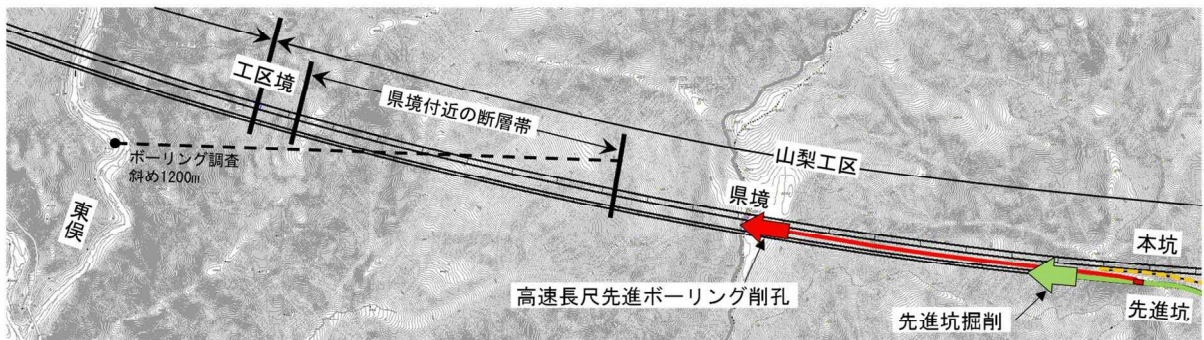 工区境
県境付近の断層帯
山梨工区
ボーリング調査
斜め1200m
東俣
県境
高速長尺先進ボーリング削孔
本坑
先進坑掘削
先進坑